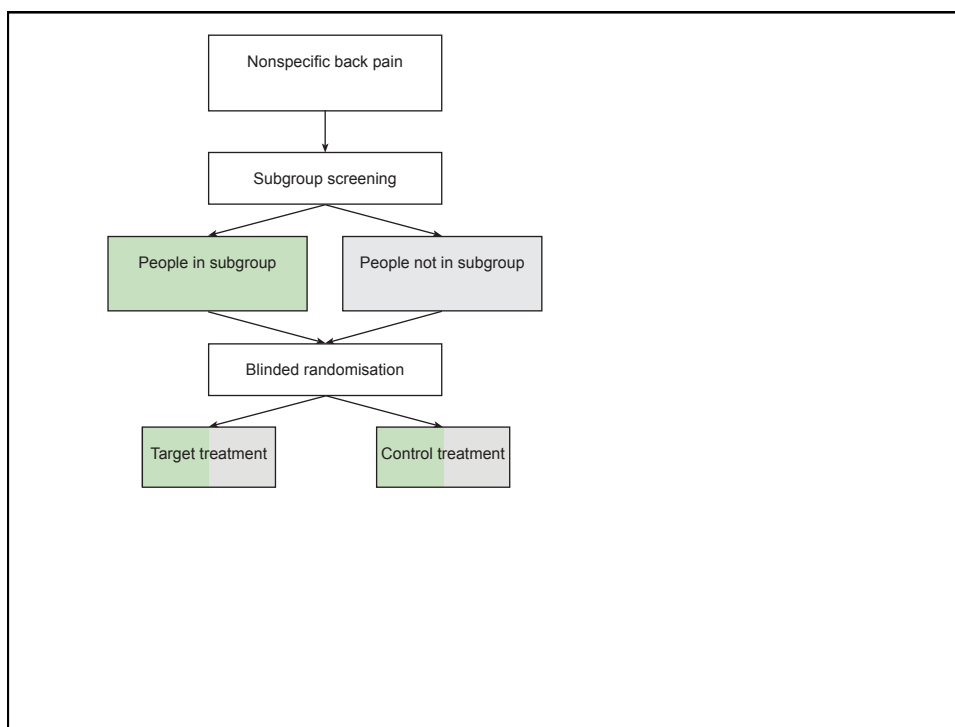 Nonspecific back pain
Subgroup screening
People in subgroup
People not in subgroup
Blinded randomisation
Target treatment
Control treatment